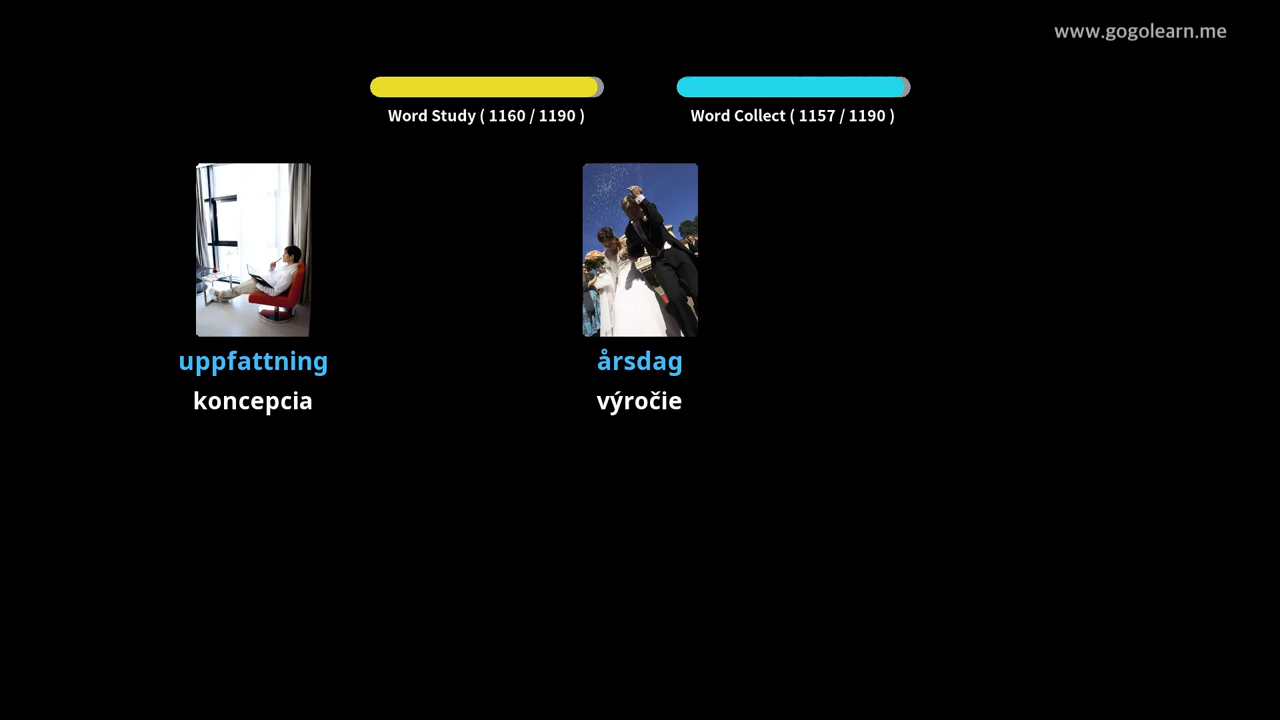 www.gogolearn.me
Word Study ( 1160 / 1190 )
Word Collect ( 1157 / 1190 )
uppfattning
årsdag
koncepcia
výročie